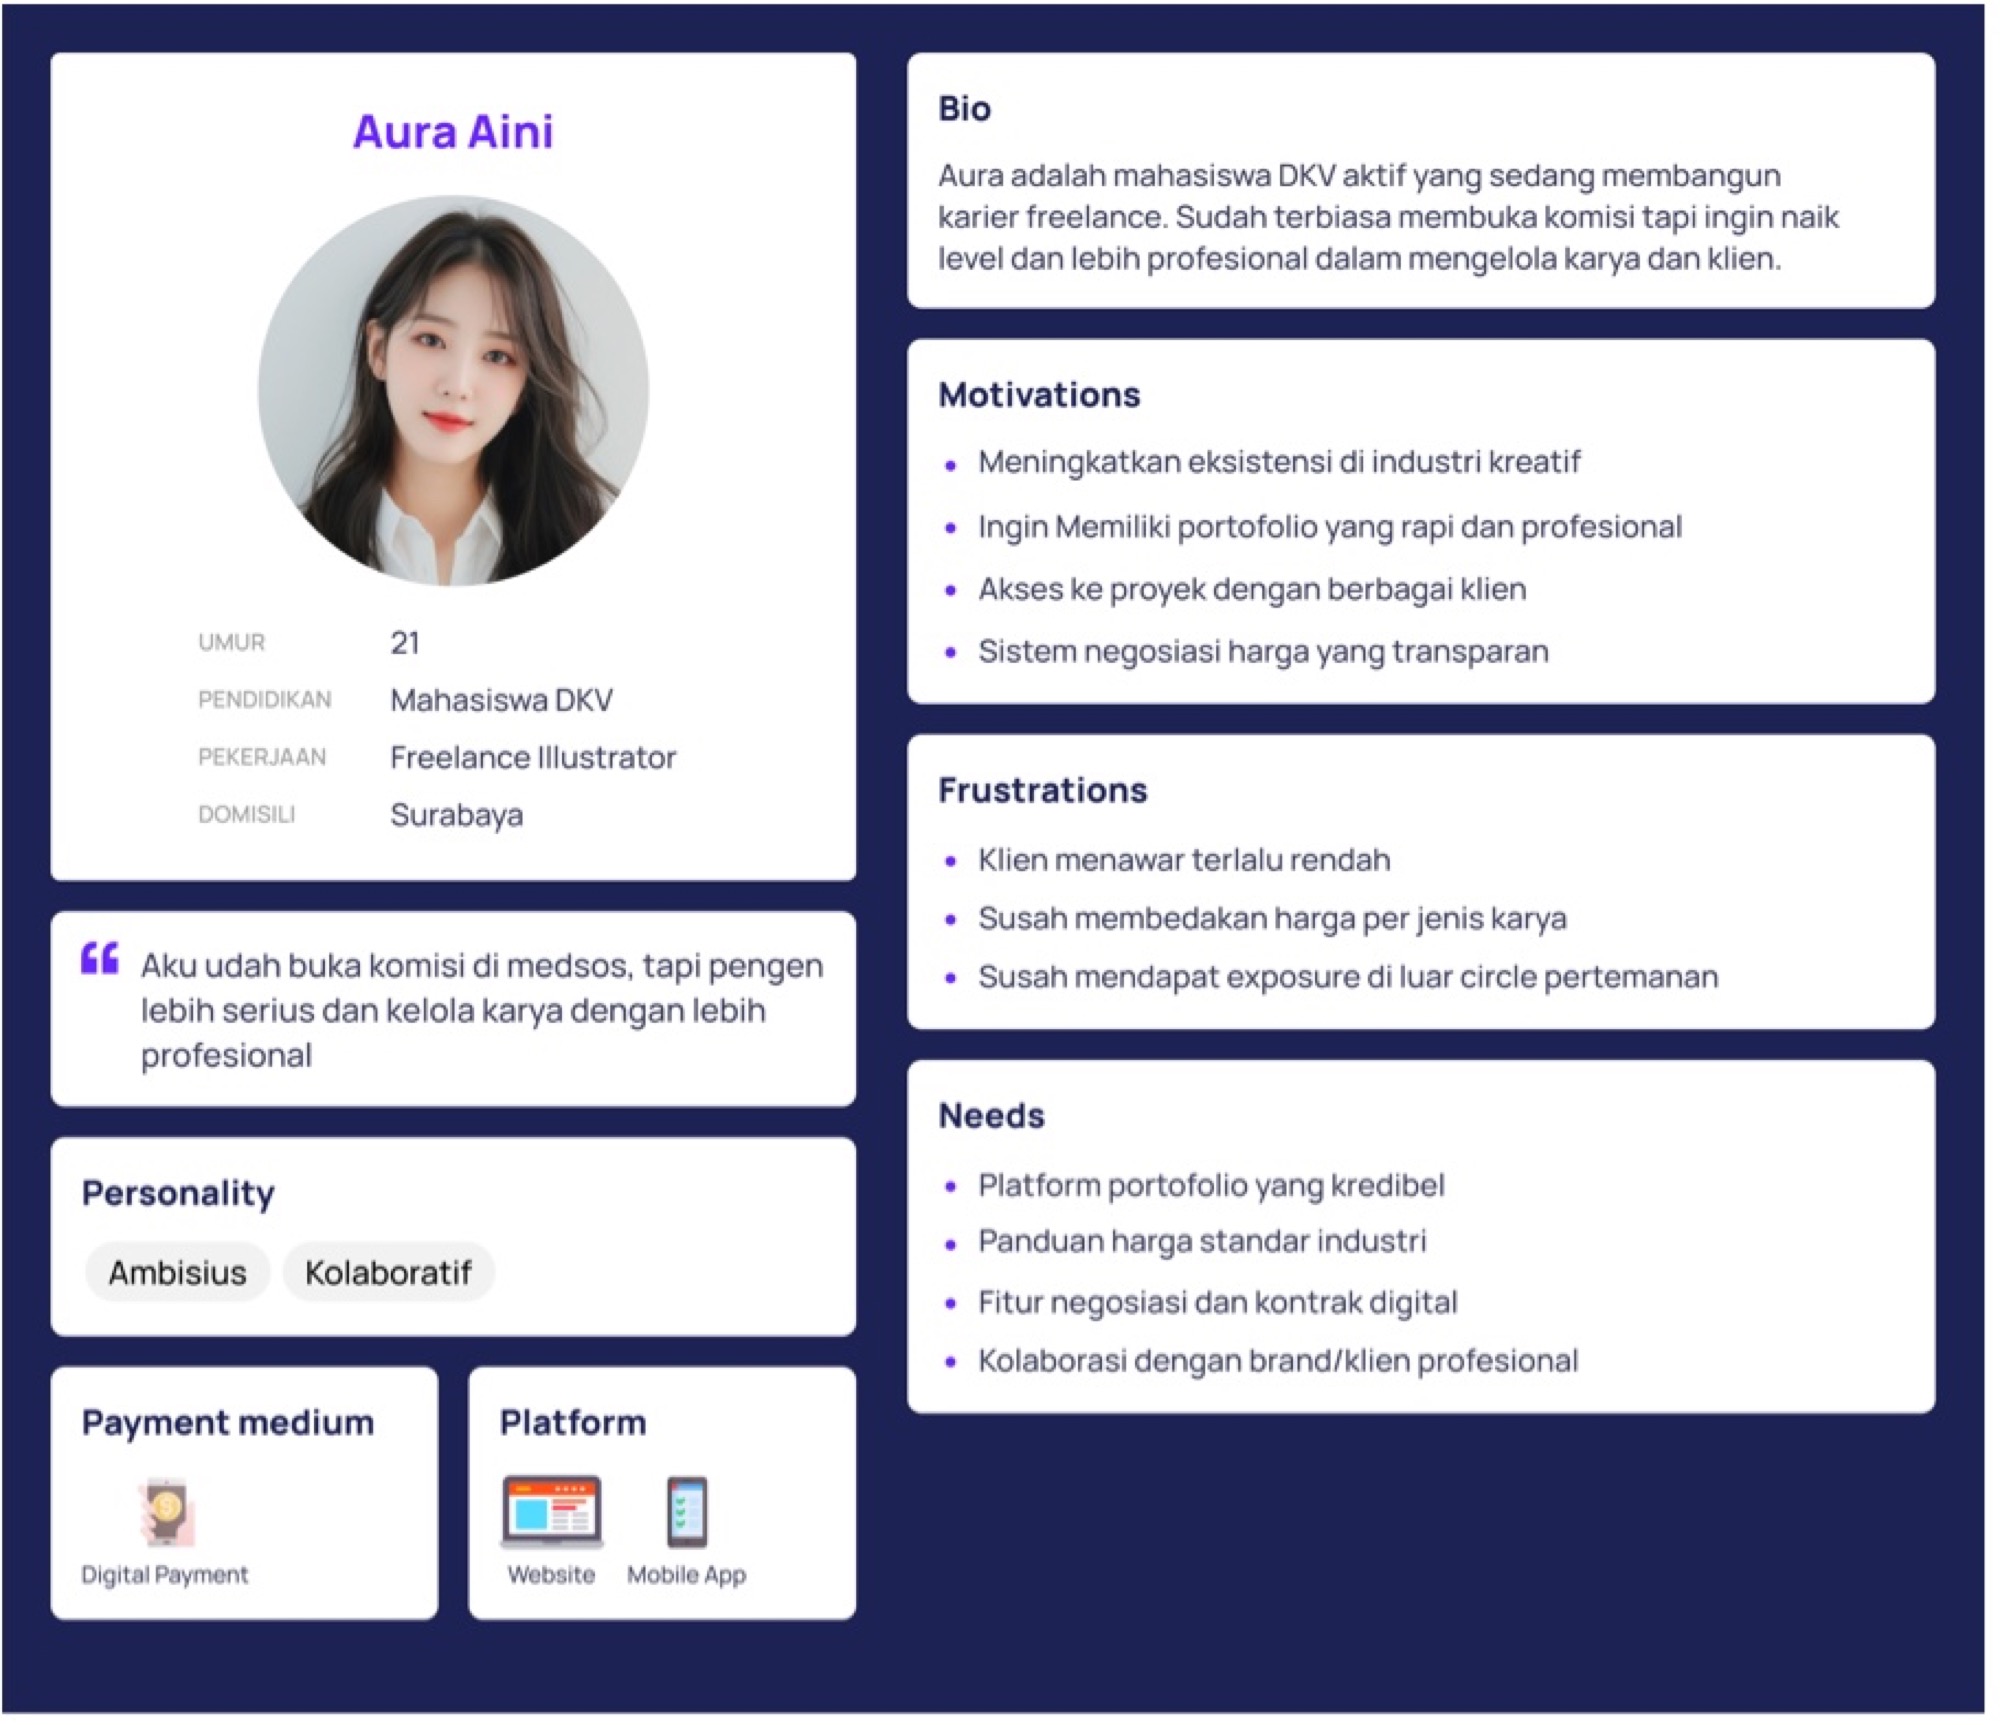 Aura Aini
UMUR 21
PENDIDIKAN Mahasiswa DKV
PEKERJAAN Freelance Illustrator
DOMISILI Surabaya
“ Aku udah buka komisi di medsos, tapi pengen
lebih serius dan kelola karya dengan lebih
profesional
Personality
Ambisius Kolaboratif
Payment medium
Digital Payment
Platform
Website Mobile App
Bio
Aura adalah mahasiswa DKV aktif yang sedang membangun
karier freelance. Sudah terbiasa membuka komisi tapi ingin naik
level dan lebih profesional dalam mengelola karya dan klien.
Motivations
• Meningkatkan eksistensi di industri kreatif
• Ingin Memiliki portofolio yang rapi dan profesional
• Akses ke proyek dengan berbagai klien
• Sistem negosiasi harga yang transparan
Frustrations
• Klien menawar terlalu rendah
• Susah membedakan harga per jenis karya
• Susah mendapat exposure di luar circle pertemanan
Needs
• Platform portofolio yang kredibel
• Panduan harga standar industri
• Fitur negosiasi dan kontrak digital
• Kolaborasi dengan brand/klien profesional